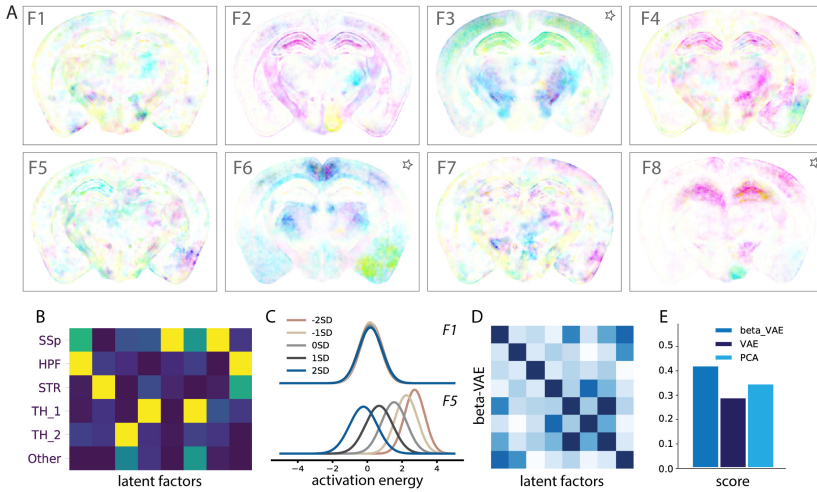 A
F1
F2
F3
F4
F5
F6
F7
F8
B
SSp
HPF
STR
TH_1
TH_2
Other
latent factors
C
-2SD
-1SD
0SD
1SD
2SD
F1
F5
-4
-2
0
2
4
activation energy
D
beta-VAE
latent factors
E
beta_VAE
VAE
PCA
0.5
0.4
0.3
0.2
0.1
0.0
score